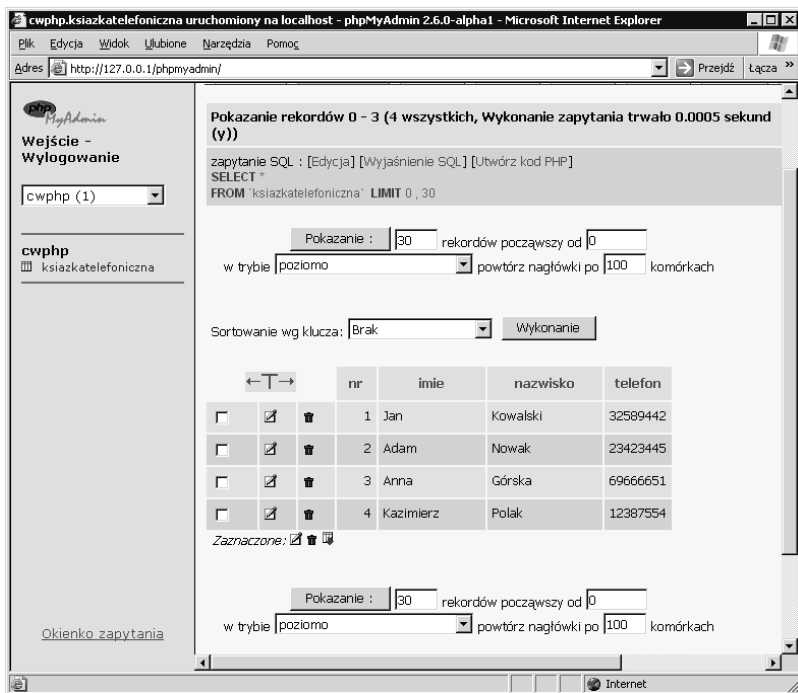 cwphp.ksiazkatelefoniczna uruchomiony na localhost - phpMyAdmin 2.6.0-alpha1 - Microsoft Internet Explorer
Plik Edycja Widok Ulubione Narzędzia Pomoc
Adres http://127.0.0.1/phpmyadmin/ Przejdź Łącza »
php
MyAdmin
Wejście -
Wylogowanie
cwphp (1)
cwphp
ksiazkatelefoniczna
Okienko zapytania
Pokazanie rekordów 0 - 3 (4 wszystkich, Wykonanie zapytania trwało 0.0005 sekund
(y))
zapytanie SQL : [Edycja] [Wyjaśnienie SQL] [Utwórz kod PHP]
SELECT *
FROM `ksiazkatelefoniczna` LIMIT 0 , 30
Pokazanie : 30 rekordów począwszy od 0
w trybie poziomo powtórz nagłówki po 100 komórkach
Sortowanie wg klucza: Brak Wykonanie
←T→ nr imie nazwisko telefon
1 Jan Kowalski 32589442
2 Adam Nowak 23423445
3 Anna Górska 69666651
4 Kazimierz Polak 12387554
Zaznaczone:
Pokazanie : 30 rekordów począwszy od 0
w trybie poziomo powtórz nagłówki po 100 komórkach
Internet